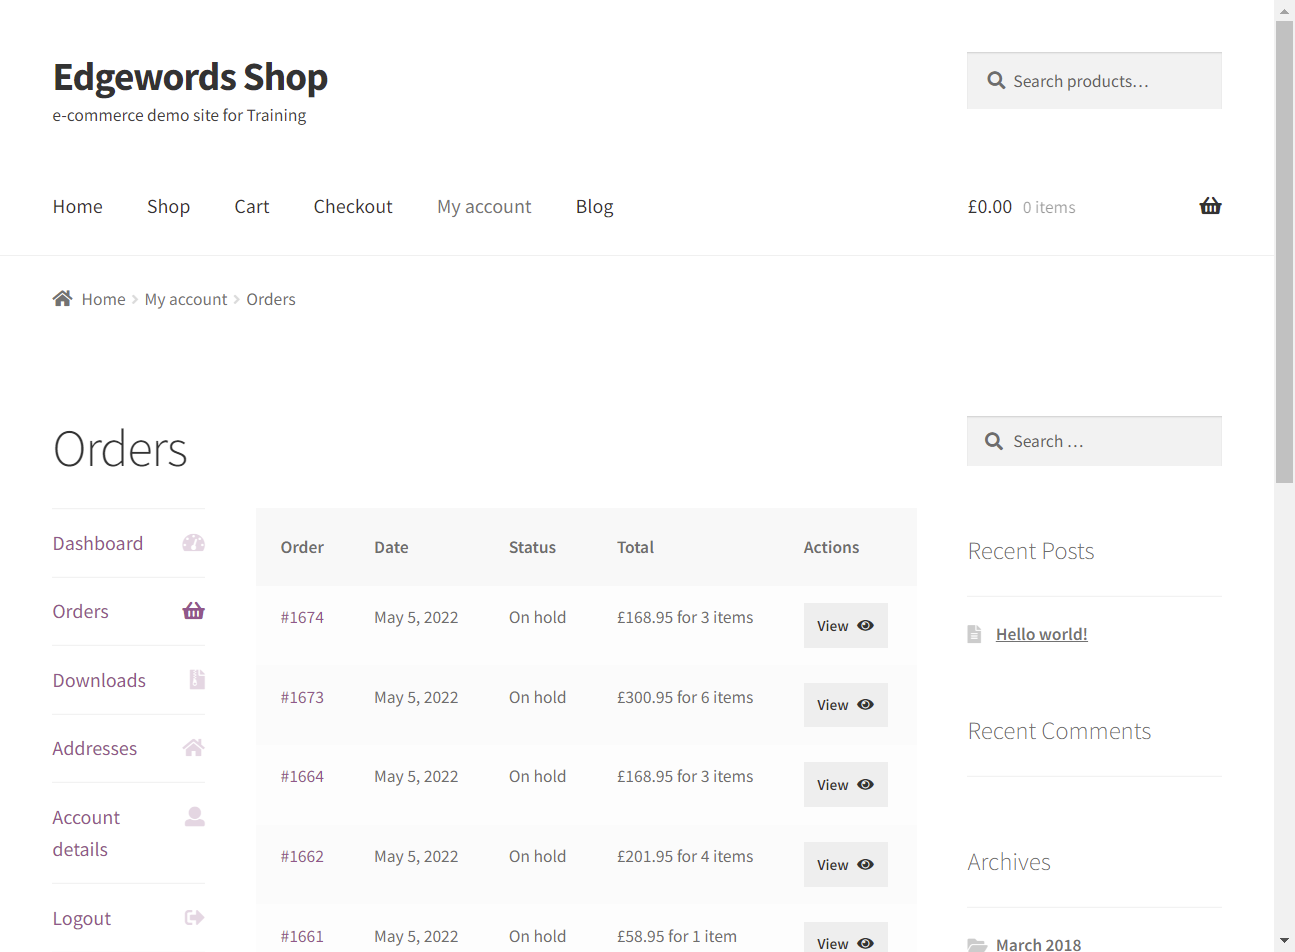 Edgewords Shop
e-commerce demo site for Training
Search products…
Home Shop Cart Checkout My account Blog
£0.00 0 items
Home My account Orders
Orders
Dashboard
Orders
Downloads
Addresses
Account
details
Logout
Order Date Status Total Actions
#1674 May 5, 2022 On hold £168.95 for 3 items View
#1673 May 5, 2022 On hold £300.95 for 6 items View
#1664 May 5, 2022 On hold £168.95 for 3 items View
#1662 May 5, 2022 On hold £201.95 for 4 items View
#1661 May 5, 2022 On hold £58.95 for 1 item View
Search …
Recent Posts
Hello world!
Recent Comments
Archives
March 2018